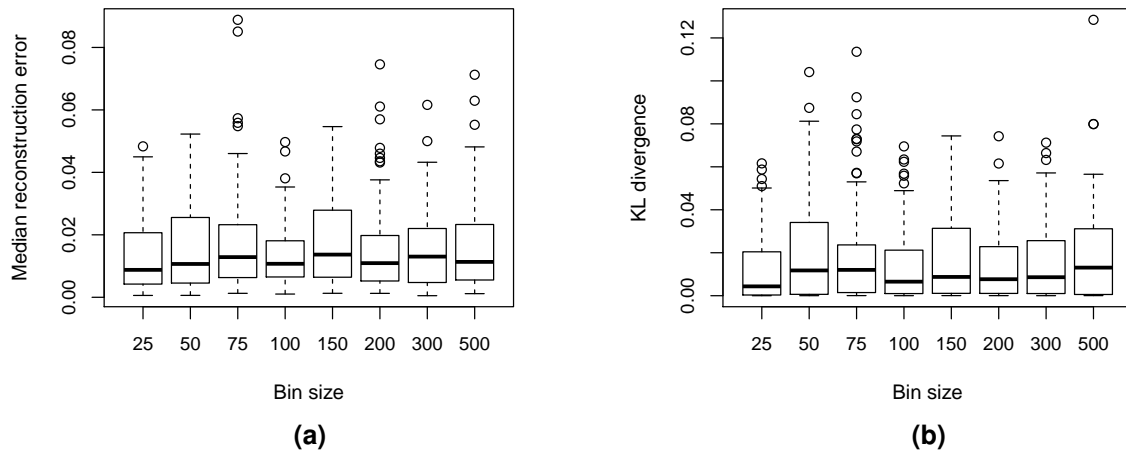 Median reconstruction error
0.00 0.02 0.04 0.06 0.08
25 50 75 100 150 200 300 500
Bin size
(a)
KL divergence
0.00 0.04 0.08 0.12
25 50 75 100 150 200 300 500
Bin size
(b)